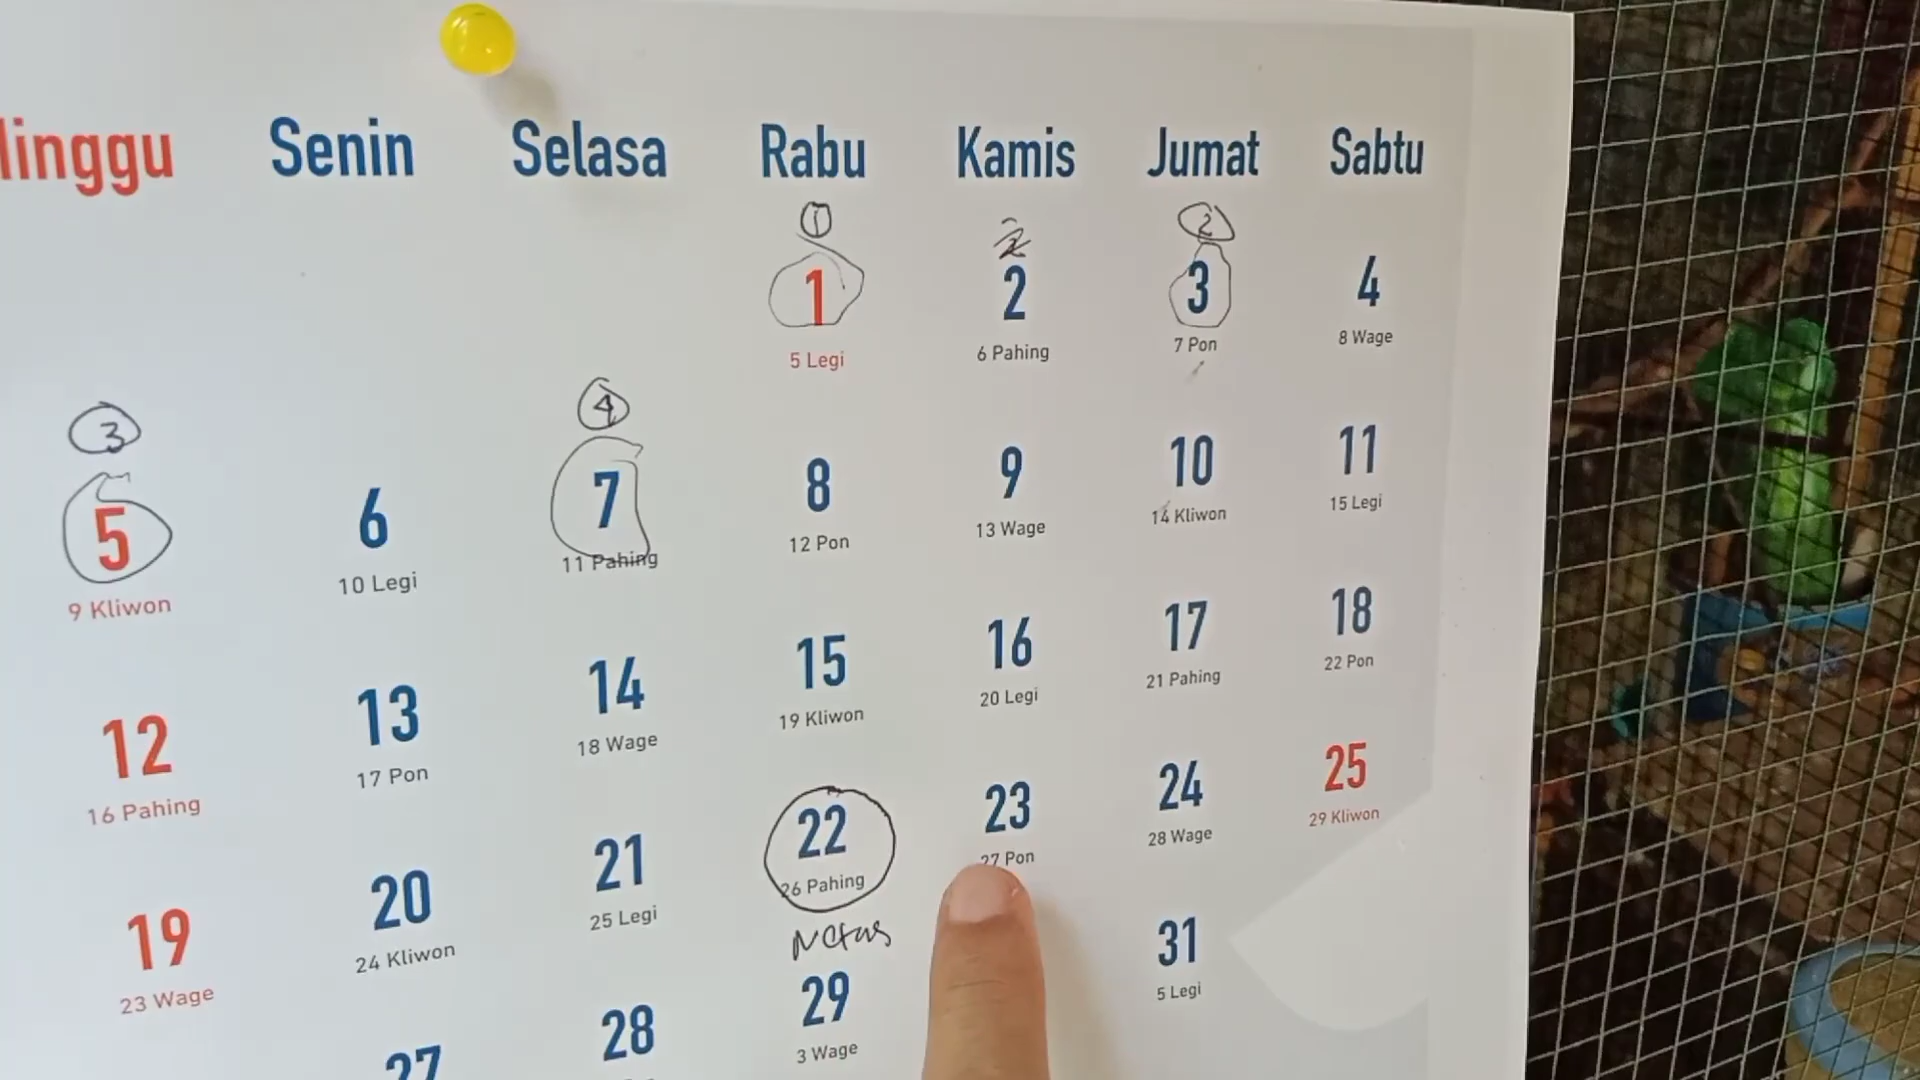 linggu Senin Selasa Rabu Kamis Jumat Sabtu
1 2 2
1 2 3 4
5 Legi 6 Pahing 7 Pon 8 Wage
3 4
5 6 7 8 9 10 11
9 Kliwon 10 Legi 11 Pahing 12 Pon 13 Wage 14 Kliwon 15 Legi
12 13 14 15 16 17 18
16 Pahing 17 Pon 18 Wage 19 Kliwon 20 Legi 21 Pahing 22 Pon
19 20 21 22 23 24 25
23 Wage 24 Kliwon 25 Legi 26 Pahing 27 Pon 28 Wage 29 Kliwon
Netas
27 28 29 31
3 Wage 5 Legi